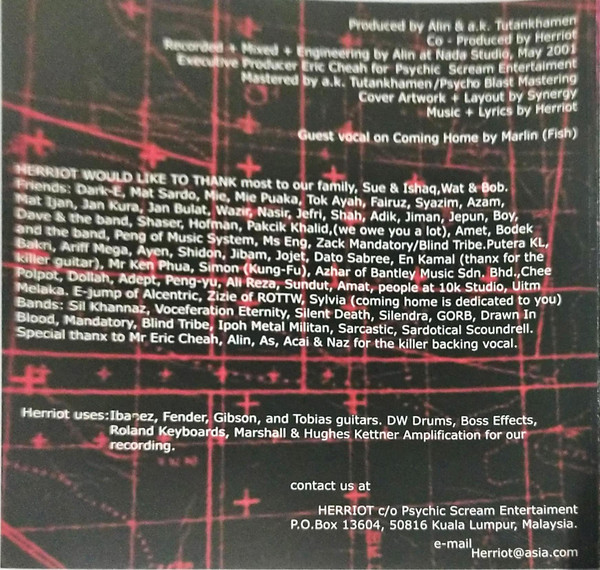 Produced by Alin & a.k. Tutankhamen
Co - Produced by Herriot
Recorded + Mixed + Engineering by Alin at Nada Studio, May 2001
Executive Producer Eric Cheah for Psychic Scream Entertaiment
Mastered by a.k. Tutankhamen/Psycho Blast Mastering
Cover Artwork + Layout by Synergy
Music + Lyrics by Herriot
Guest vocal on Coming Home by Marlin (Fish)
HERRIOT WOULD LIKE TO THANK most to our family, Sue & Ishaq,Wat & Bob.
Friends: Dark-E, Mat Sardo, Mie, Mie Puaka, Tok Ayah, Fairuz, Syazim, Azam,
Mat Ijan, Jan Kura, Jan Bulat, Wazir, Nasir, Jefri, Shah, Adik, Jiman, Jepun, Boy,
Dave & the band, Shaser, Hofman, Pakcik Khalid,(we owe you a lot), Amet, Bodek
and the band, Peng of Music System, Ms Eng, Zack Mandatory/Blind Tribe.Putera KL,
Bakri, Ariff Mega, Ayen, Shidon, Jibam, Jojet, Dato Sabree, En Kamal (thanx for the
killer guitar), Mr Ken Phua, Simon (Kung-Fu), Azhar of Bantley Music Sdn. Bhd.,Chee
Polpot, Dollah, Adept, Peng-yu, Ali Reza, Sundut, Amat, people at 10k Studio, Uitm
Melaka. E-jump of Alcentric, Zizie of ROTTW, Sylvia (coming home is dedicated to you)
Bands: Sil Khannaz, Voceferation Eternity, Silent Death, Silendra, GORB, Drawn In
Blood, Mandatory, Blind Tribe, Ipoh Metal Militan, Sarcastic, Sardotical Scoundrell.
Special thanx to Mr Eric Cheah, Alin, As, Acai & Naz for the killer backing vocal.
Herriot uses:Ibanez, Fender, Gibson, and Tobias guitars. DW Drums, Boss Effects,
Roland Keyboards, Marshall & Hughes Kettner Amplification for our
recording.
contact us at
HERRIOT c/o Psychic Scream Entertaiment
P.O.Box 13604, 50816 Kuala Lumpur, Malaysia.
e-mail
Herriot@asia.com